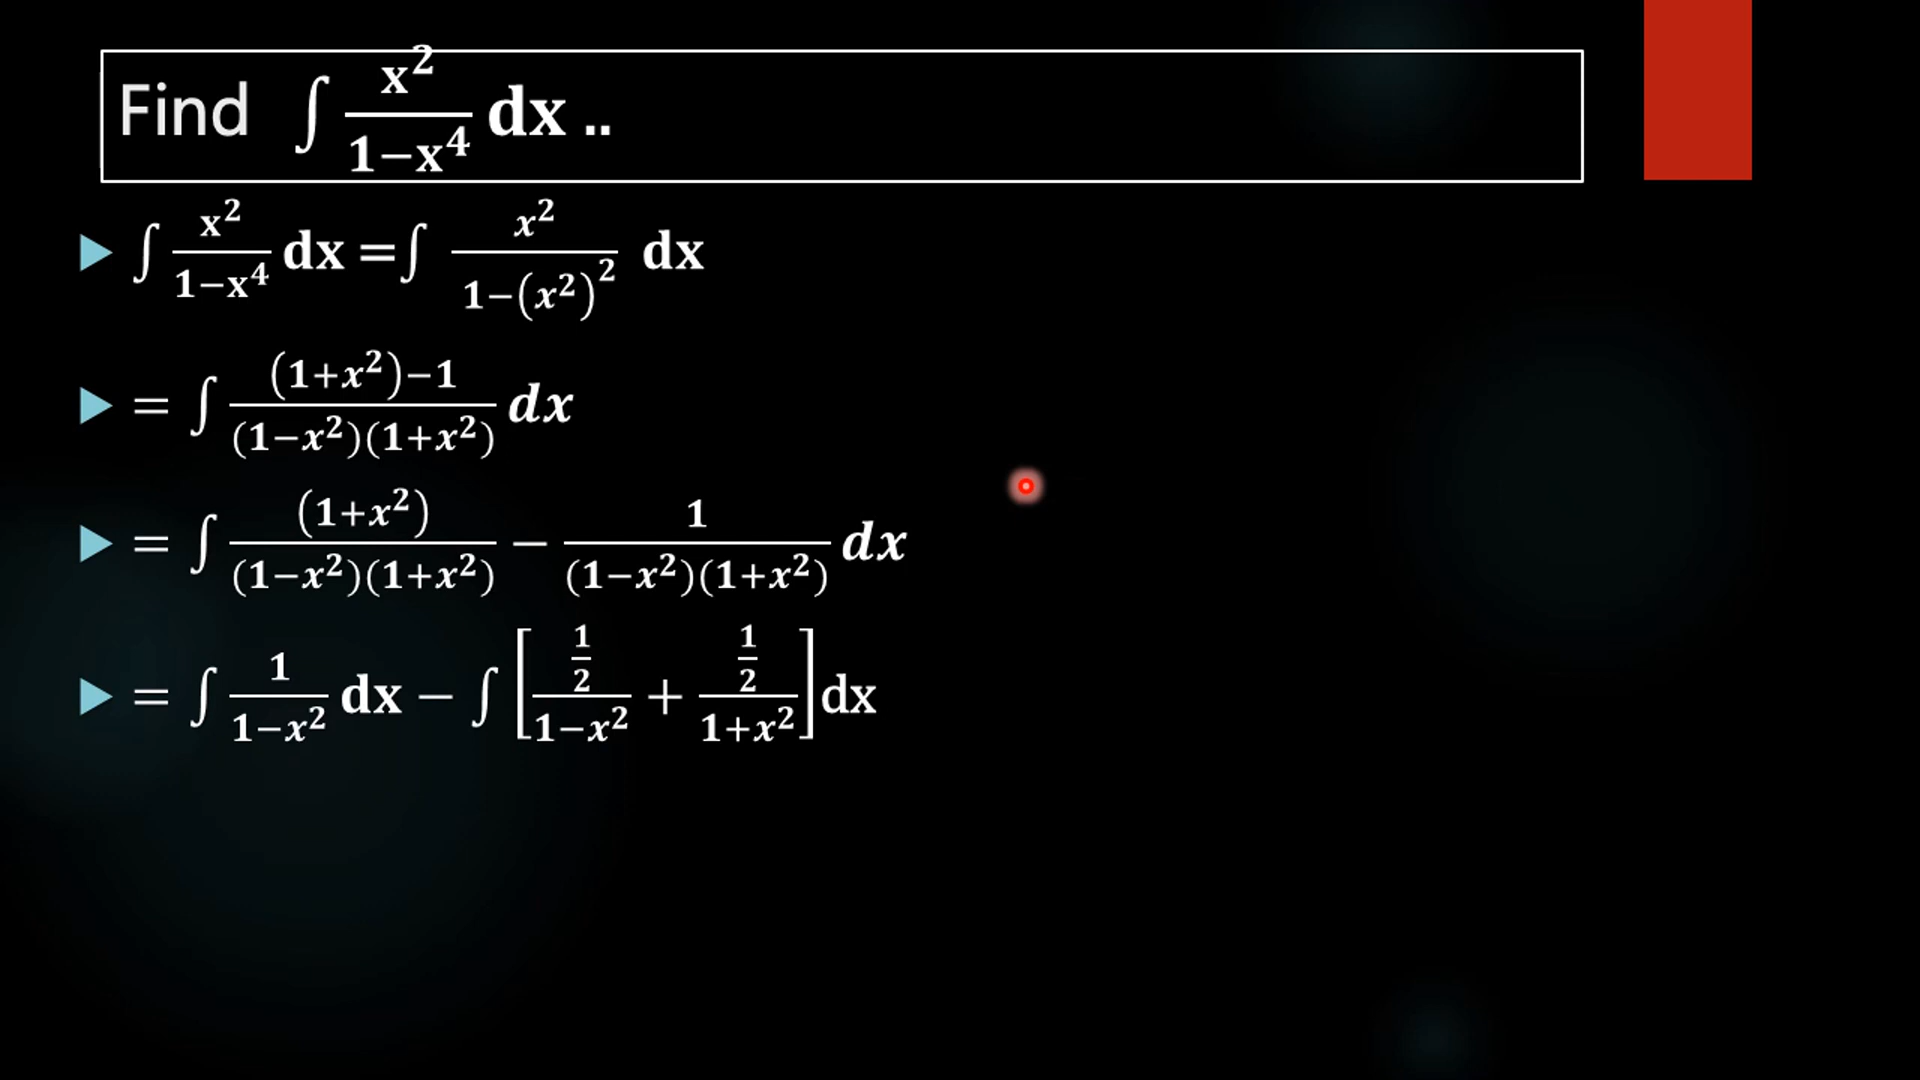 Find ∫ x²/(1−x⁴) dx ..
▶ ∫ x²/(1−x⁴) dx =∫ x²/(1−(x²)²) dx
▶ = ∫ ((1+x²)−1)/((1−x²)(1+x²)) dx
▶ = ∫ (1+x²)/((1−x²)(1+x²)) − 1/((1−x²)(1+x²)) dx
▶ = ∫ 1/(1−x²) dx − ∫ [(1/2)/(1−x²) + (1/2)/(1+x²)]dx